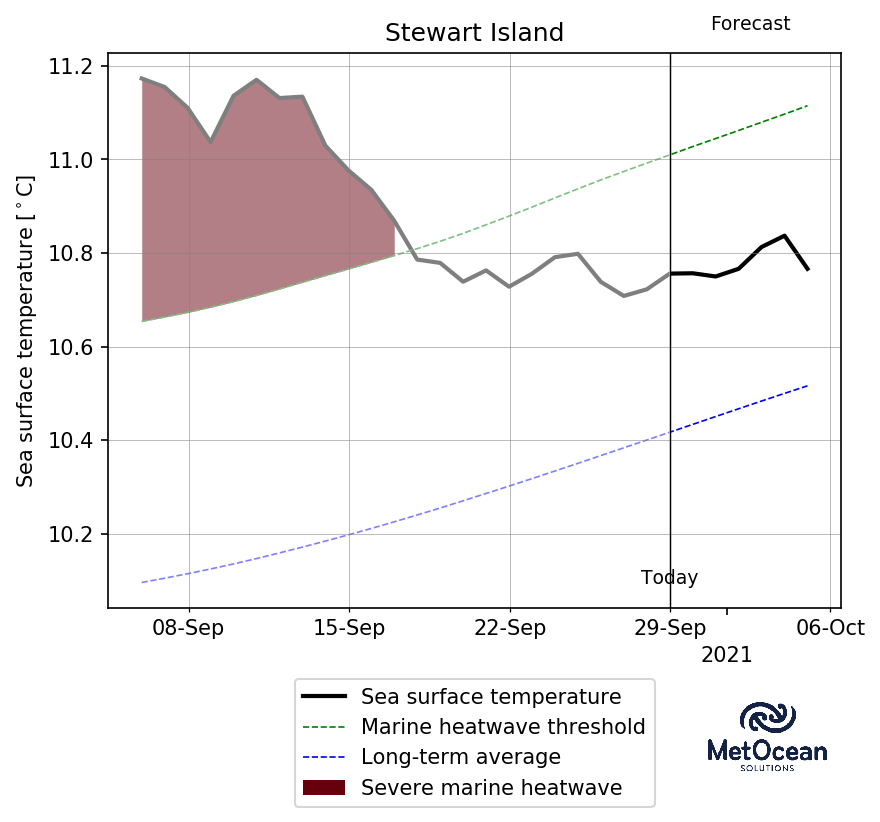 Forecast
Stewart Island
Sea surface temperature [°C]
11.2
11.0
10.8
10.6
10.4
10.2
Today
08-Sep 15-Sep 22-Sep 29-Sep 06-Oct
2021
Sea surface temperature
Marine heatwave threshold
Long-term average
Severe marine heatwave
MetOcean
SOLUTIONS